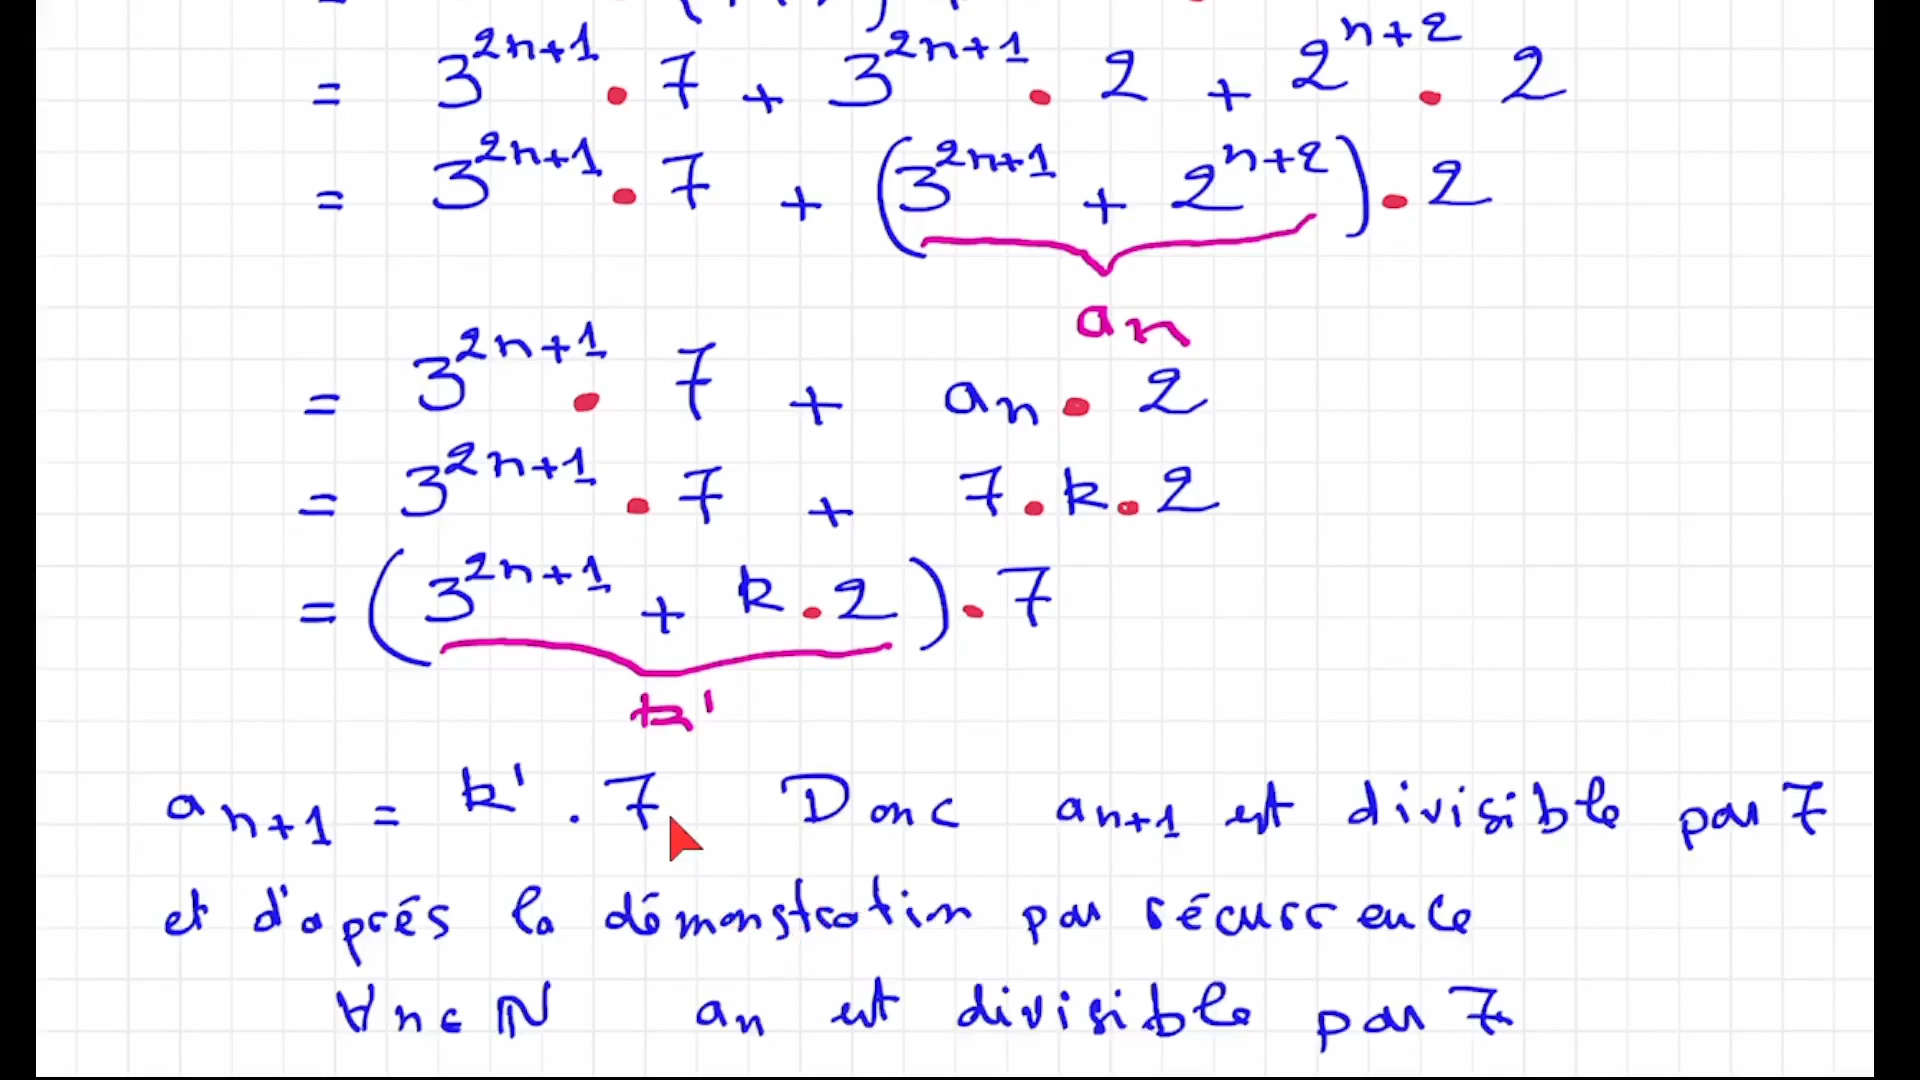 = 3^{2n+1} • 7 + 3^{2n+1} • 2 + 2^{n+2} • 2
= 3^{2n+1} • 7 + (3^{2n+1} + 2^{n+2}) • 2
an
= 3^{2n+1} • 7 + an • 2
= 3^{2n+1} • 7 + 7 • k • 2
= (3^{2n+1} + k • 2) • 7
k'
a_{n+1} = k' . 7 Donc a_{n+1} est divisible par 7
et d'aprés la démonstration par récurrence
∀n∈ℕ an est divisible par 7